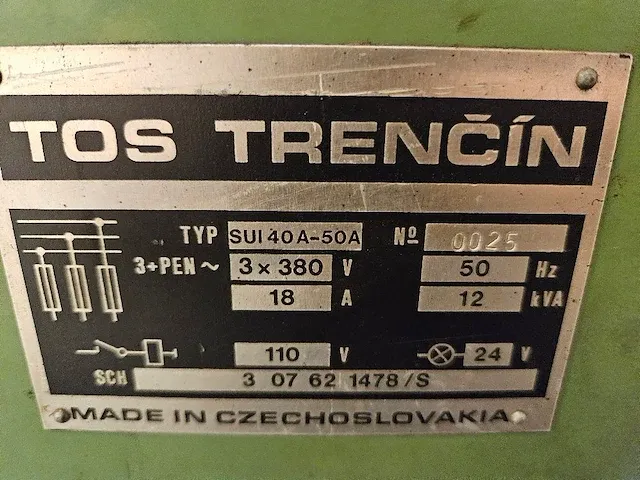 TOS TRENČÍN
TYP SUI 40 A-50A Nº 0025
3+PEN ~ 3 × 380 V 50 Hz
18 A 12 kVA
110 V 24 V
SCH 3 07 62 1478/S
MADE IN CZECHOSLOVAKIA